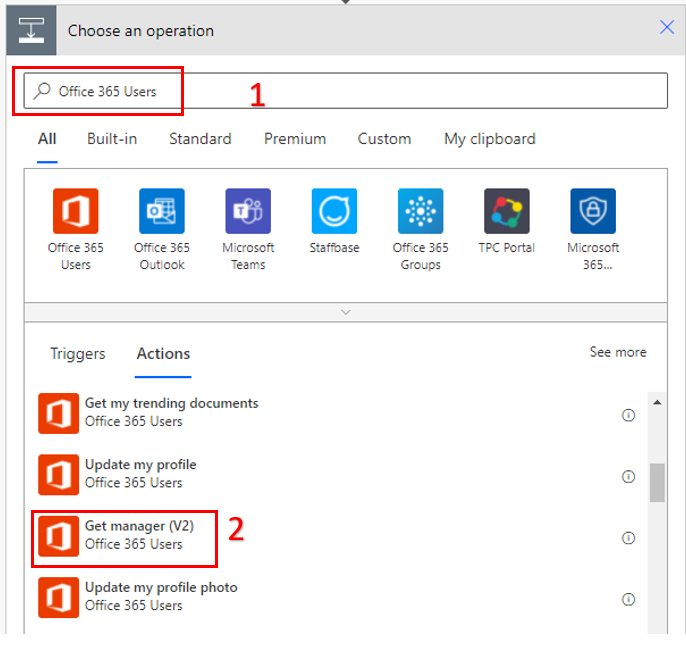 Choose an operation
Office 365 Users
1
All Built-in Standard Premium Custom My clipboard
Office 365 Office 365 Microsoft Staffbase Office 365 TPC Portal Microsoft
Users Outlook Teams Groups 365...
Triggers Actions See more
Get my trending documents
Office 365 Users
Update my profile
Office 365 Users
Get manager (V2)
Office 365 Users
2
Update my profile photo
Office 365 Users